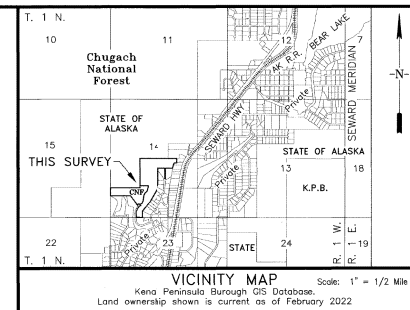 T. 1 N.
10
11
12
7
BEAR LAKE
AK R.R.
Chugach
National
Forest
Private
SEWARD MERIDIAN
-N-
STATE OF
ALASKA
SEWARD HWY
15
14
STATE OF ALASKA
THIS SURVEY
13
18
Private
K.P.B.
CNF
22
Private
23
STATE
24
19
R. 1 W.
R. 1 E.
T. 1 N.
VICINITY MAP
Scale: 1" = 1/2 Mile
Kena Peninsula Burough GIS Database.
Land ownership shown is current as of February 2022